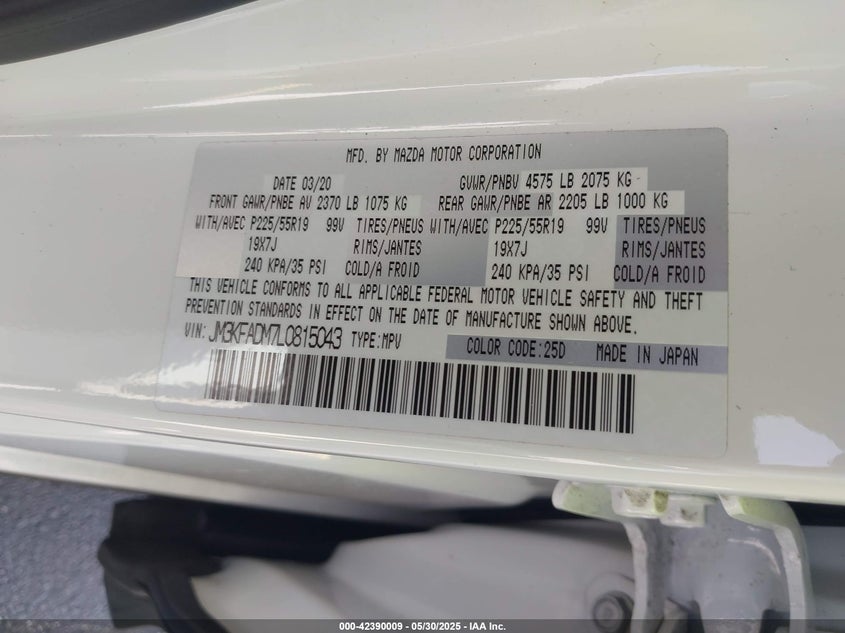 MFD. BY MAZDA MOTOR CORPORATION
DATE 03/20 GVWR/PNBV 4575 LB 2075 KG
FRONT GAWR/PNBE AV 2370 LB 1075 KG REAR GAWR/PNBE AR 2205 LB 1000 KG
WITH/AVEC P225/55R19 99V TIRES/PNEUS WITH/AVEC P225/55R19 99V TIRES/PNEUS
19X7J RIMS/JANTES 19X7J RIMS/JANTES
240 KPA/35 PSI COLD/A FROID 240 KPA/35 PSI COLD/A FROID
THIS VEHICLE CONFORMS TO ALL APPLICABLE FEDERAL MOTOR VEHICLE SAFETY AND THEFT
PREVENTION STANDARDS IN EFFECT ON THE DATE OF MANUFACTURE SHOWN ABOVE.
VIN: JM3KFADM7L0815043 TYPE:MPV COLOR CODE:25D MADE IN JAPAN
000-42390009 — 05/30/2025 — IAA Inc.